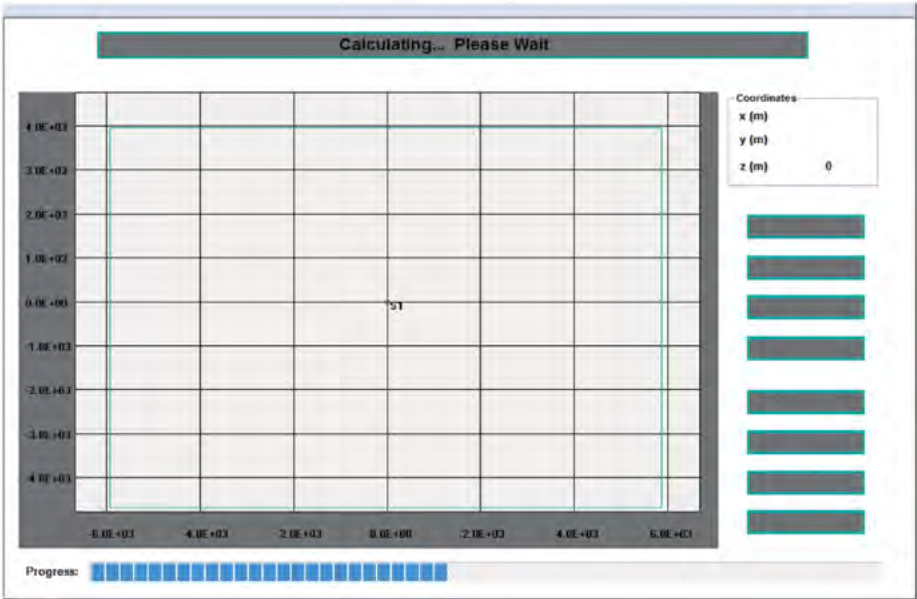 Calculating... Please Wait
Coordinates
x (m)
y (m)
z (m) 0
4.0E+03
3.0E+03
2.0E+03
1.0E+03
0.0E+00
-1.0E+03
-2.0E+03
-3.0E+03
-4.0E+03
S1
-6.0E+03 -4.0E+03 -2.0E+03 0.0E+00 2.0E+03 4.0E+03 6.0E+03
Progress: